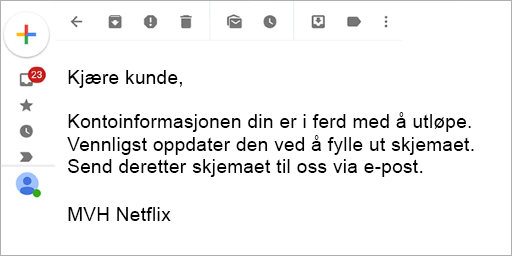 23
Kjære kunde,
Kontoinformasjonen din er i ferd med å utløpe.
Vennligst oppdater den ved å fylle ut skjemaet.
Send deretter skjemaet til oss via e-post.
MVH Netflix